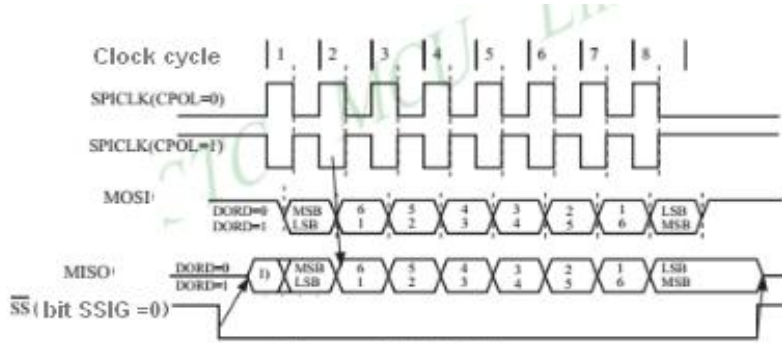 Clock cycle 1 2 3 4 5 6 7 8
SPICLK(CPOL=0)
SPICLK(CPOL=1)
MOSI
DORD=0 MSB 6 5 4 3 2 1 LSB
DORD=1 LSB 1 2 3 4 5 6 MSB
MISO
DORD=0 1) MSB 6 5 4 3 2 1 LSB
DORD=1 LSB 1 2 3 4 5 6 MSB
SS(bit SSIG =0)
STC MCU